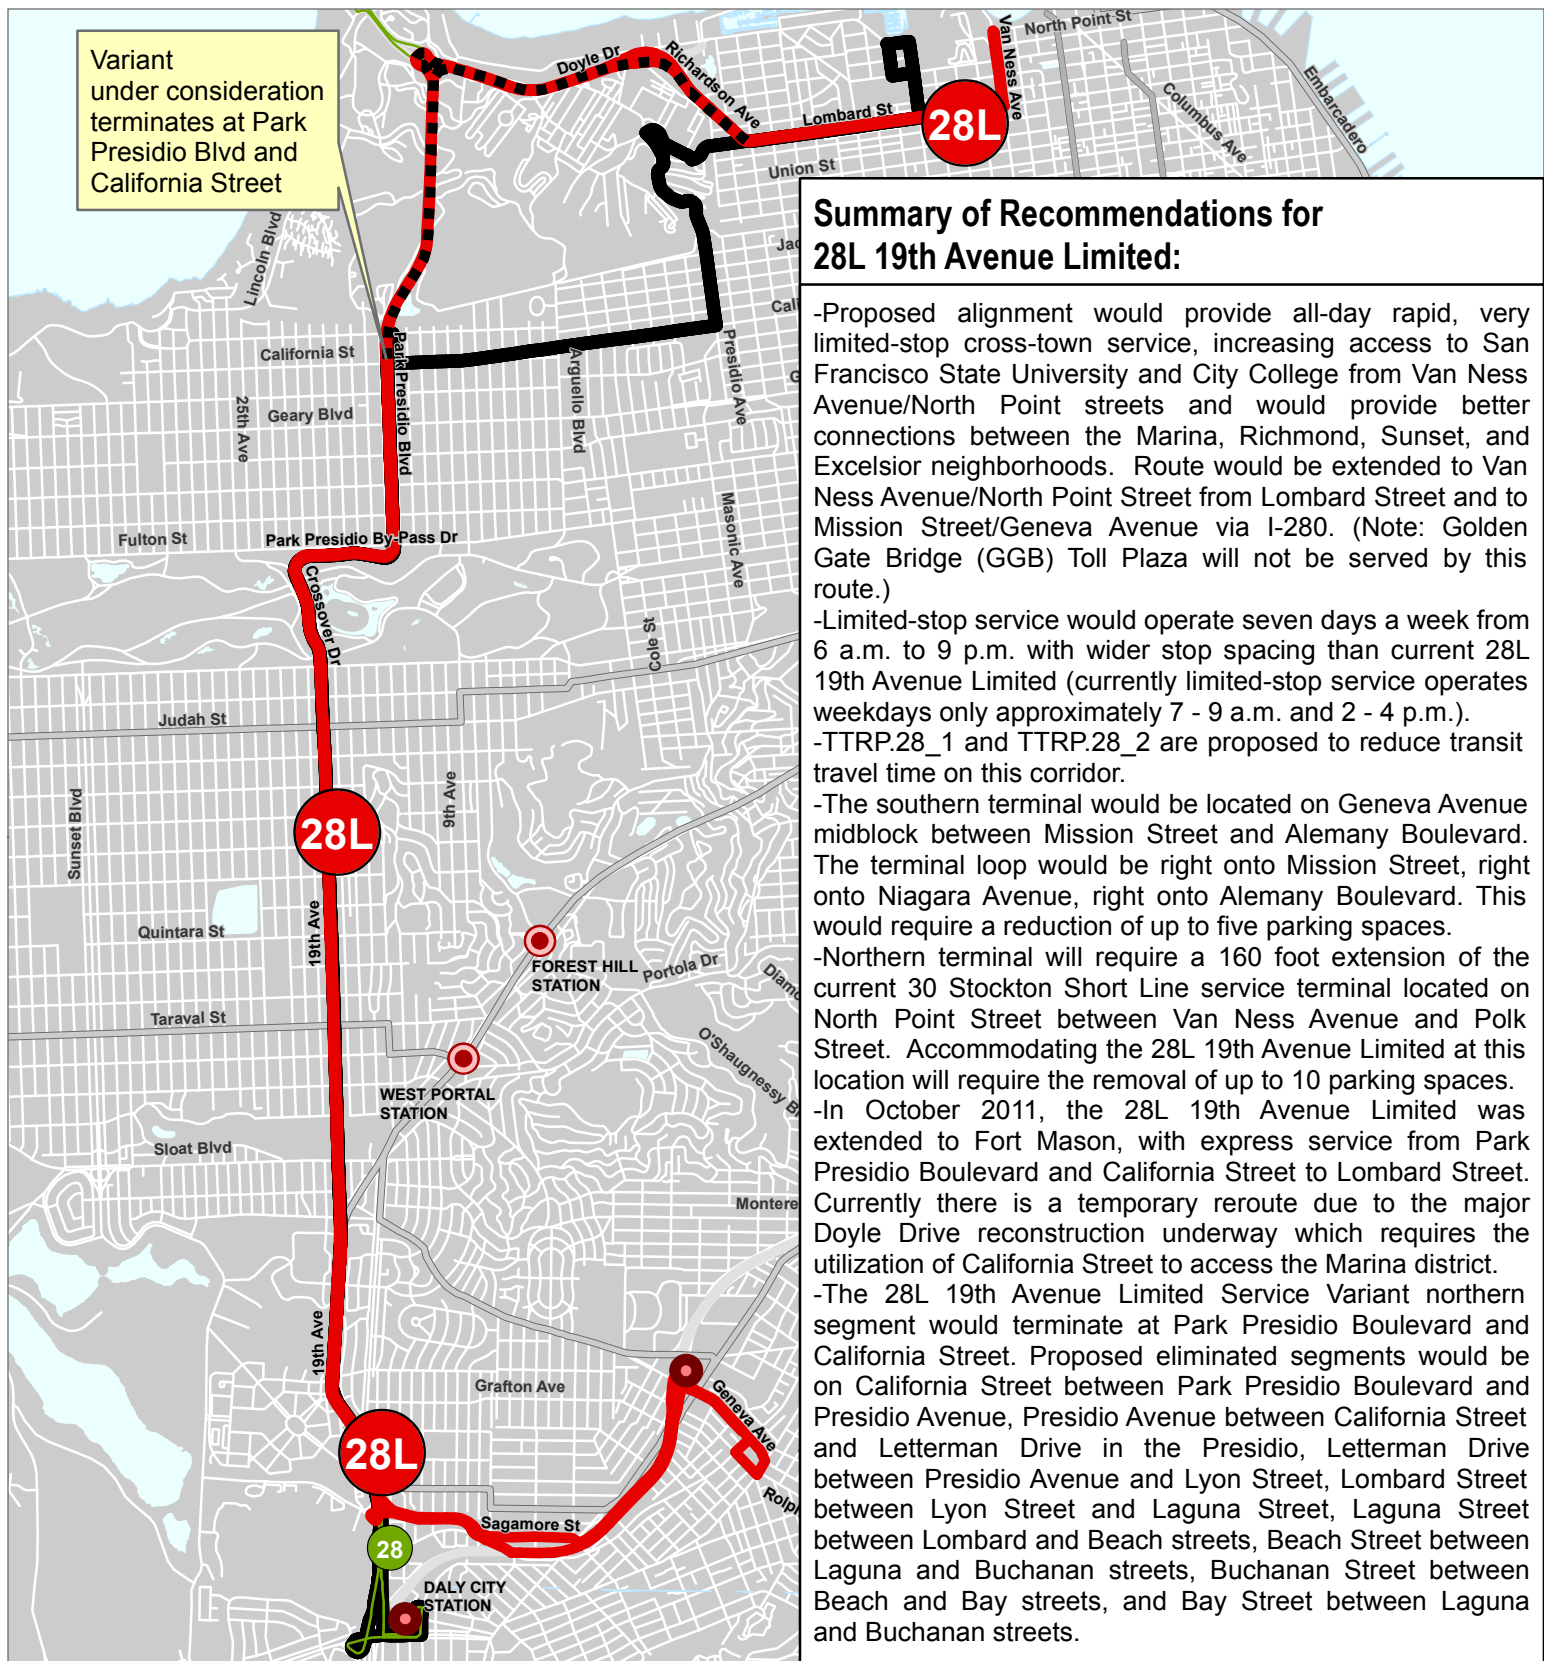 Variant
under consideration
terminates at Park
Presidio Blvd and
California Street
Doyle Dr
Richardson Ave
Lombard St
Van Ness Ave
North Point St
Columbus Ave
Embarcadero
Union St
28L
Lincoln Blvd
California St
Park Presidio Blvd
Arguello Blvd
Presidio Ave
25th Ave
Geary Blvd
Masonic Ave
Fulton St
Park Presidio By-Pass Dr
Crossover Dr
Cole St
Judah St
9th Ave
Sunset Blvd
28L
19th Ave
Quintara St
FOREST HILL
STATION
Portola Dr
Diamo
Taraval St
O'Shaugnessy B
WEST PORTAL
STATION
Sloat Blvd
Montere
19th Ave
Grafton Ave
Geneva Ave
28L
Rolph
Sagamore St
28
DALY CITY
STATION
Jac
Cali
G
Summary of Recommendations for
28L 19th Avenue Limited:
-Proposed alignment would provide all-day rapid, very
limited-stop cross-town service, increasing access to San
Francisco State University and City College from Van Ness
Avenue/North Point streets and would provide better
connections between the Marina, Richmond, Sunset, and
Excelsior neighborhoods. Route would be extended to Van
Ness Avenue/North Point Street from Lombard Street and to
Mission Street/Geneva Avenue via I-280. (Note: Golden
Gate Bridge (GGB) Toll Plaza will not be served by this
route.)
-Limited-stop service would operate seven days a week from
6 a.m. to 9 p.m. with wider stop spacing than current 28L
19th Avenue Limited (currently limited-stop service operates
weekdays only approximately 7 - 9 a.m. and 2 - 4 p.m.).
-TTRP.28_1 and TTRP.28_2 are proposed to reduce transit
travel time on this corridor.
-The southern terminal would be located on Geneva Avenue
midblock between Mission Street and Alemany Boulevard.
The terminal loop would be right onto Mission Street, right
onto Niagara Avenue, right onto Alemany Boulevard. This
would require a reduction of up to five parking spaces.
-Northern terminal will require a 160 foot extension of the
current 30 Stockton Short Line service terminal located on
North Point Street between Van Ness Avenue and Polk
Street. Accommodating the 28L 19th Avenue Limited at this
location will require the removal of up to 10 parking spaces.
-In October 2011, the 28L 19th Avenue Limited was
extended to Fort Mason, with express service from Park
Presidio Boulevard and California Street to Lombard Street.
Currently there is a temporary reroute due to the major
Doyle Drive reconstruction underway which requires the
utilization of California Street to access the Marina district.
-The 28L 19th Avenue Limited Service Variant northern
segment would terminate at Park Presidio Boulevard and
California Street. Proposed eliminated segments would be
on California Street between Park Presidio Boulevard and
Presidio Avenue, Presidio Avenue between California Street
and Letterman Drive in the Presidio, Letterman Drive
between Presidio Avenue and Lyon Street, Lombard Street
between Lyon Street and Laguna Street, Laguna Street
between Lombard and Beach streets, Beach Street between
Laguna and Buchanan streets, Buchanan Street between
Beach and Bay streets, and Bay Street between Laguna
and Buchanan streets.